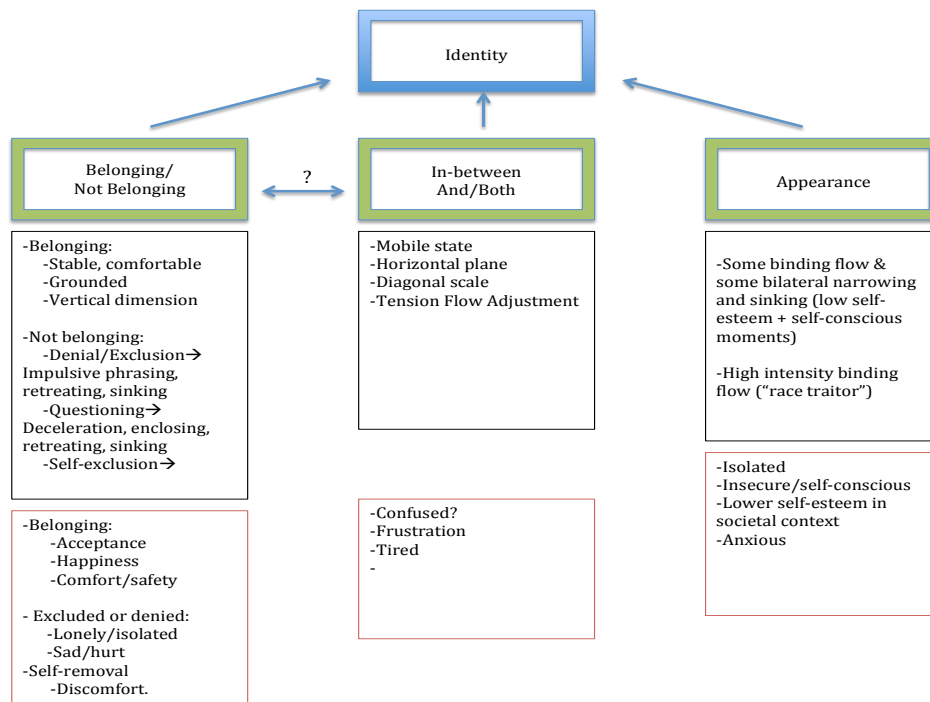 Identity
Belonging/
Not Belonging
?
In-between
And/Both
Appearance
-Belonging:
-Stable, comfortable
-Grounded
-Vertical dimension
-Not belonging:
-Denial/Exclusion→
Impulsive phrasing,
retreating, sinking
-Questioning→
Deceleration, enclosing,
retreating, sinking
-Self-exclusion→
-Mobile state
-Horizontal plane
-Diagonal scale
-Tension Flow Adjustment
-Some binding flow &
some bilateral narrowing
and sinking (low self-
esteem + self-conscious
moments)
-High intensity binding
flow (“race traitor”)
-Belonging:
-Acceptance
-Happiness
-Comfort/safety
- Excluded or denied:
-Lonely/isolated
-Sad/hurt
-Self-removal
-Discomfort.
-Confused?
-Frustration
-Tired
-
-Isolated
-Insecure/self-conscious
-Lower self-esteem in
societal context
-Anxious